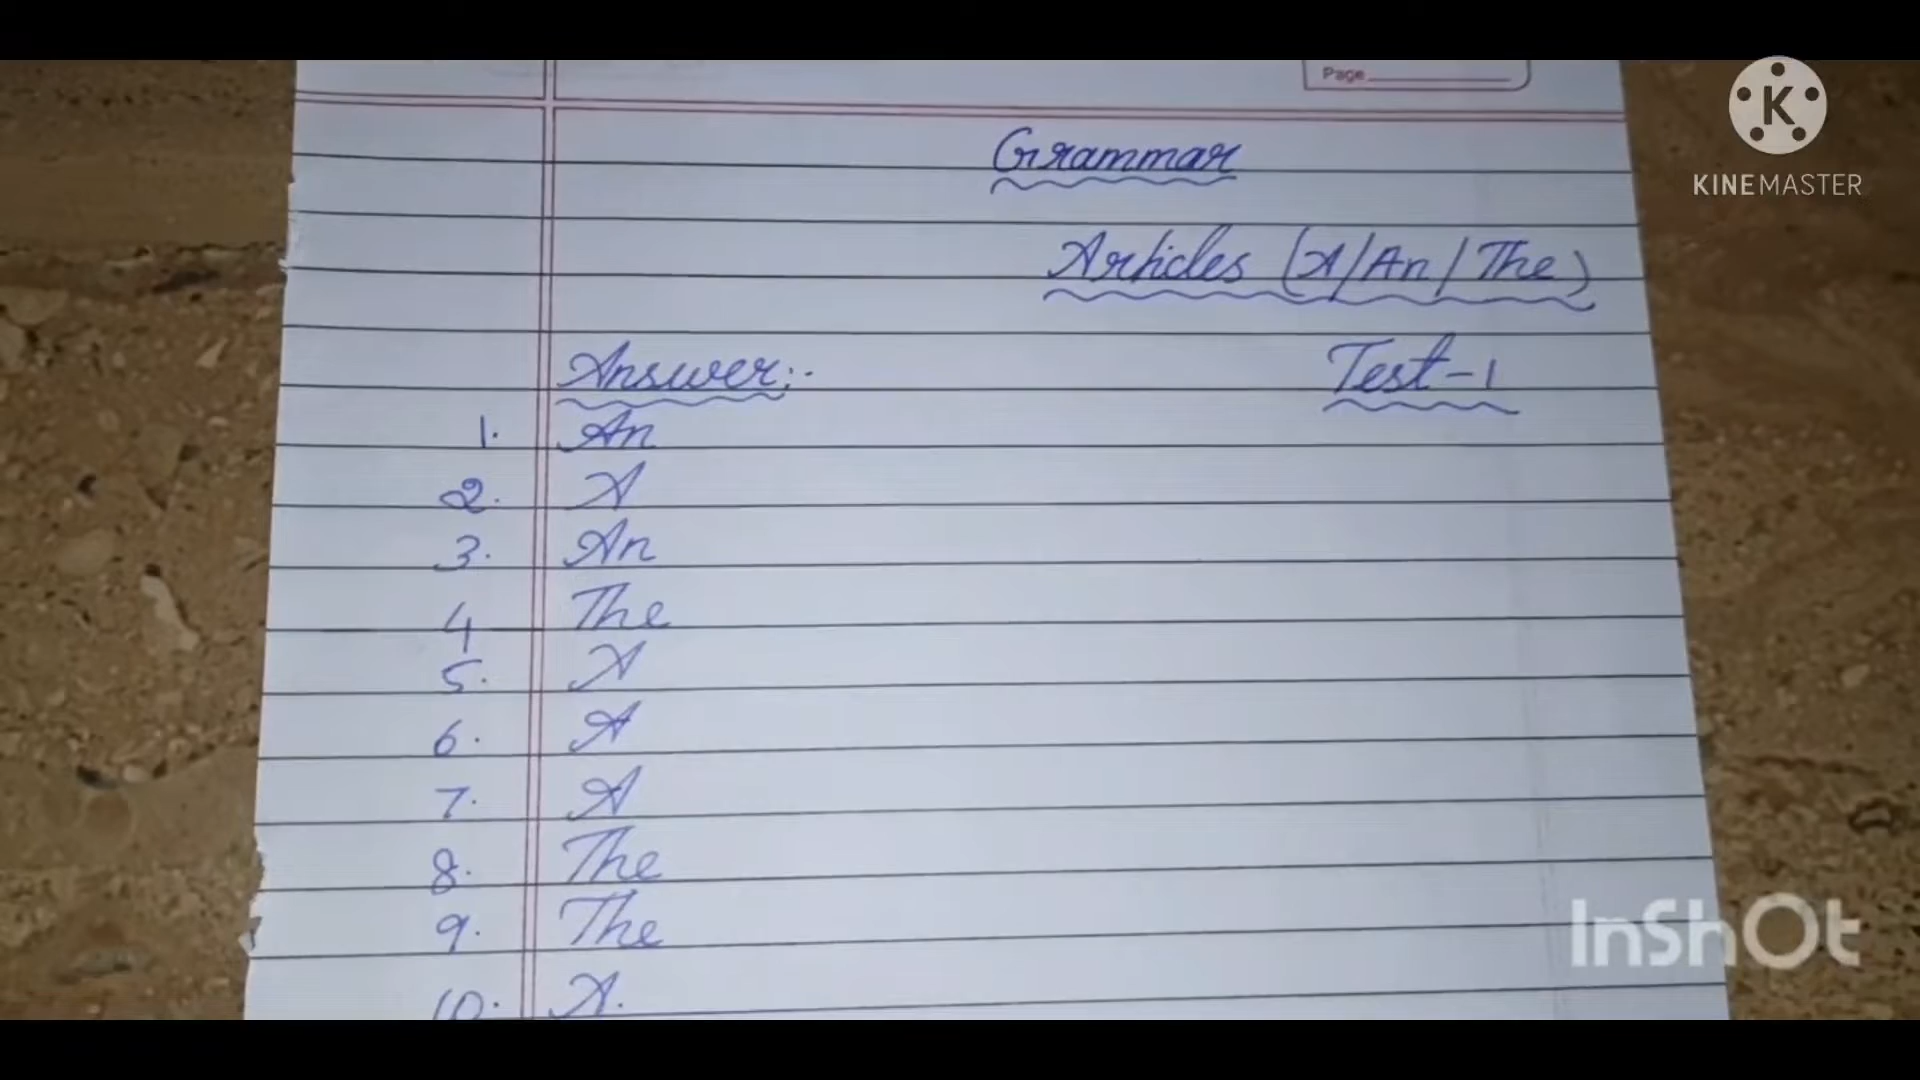 Page
K
KINEMASTER
Grammar
Articles (A/An/The)
Answer:-
Test-1
1. An
2. A
3. An
4 The
5. A
6. A
7. A
8. The
9. The
10. A.
InShOt